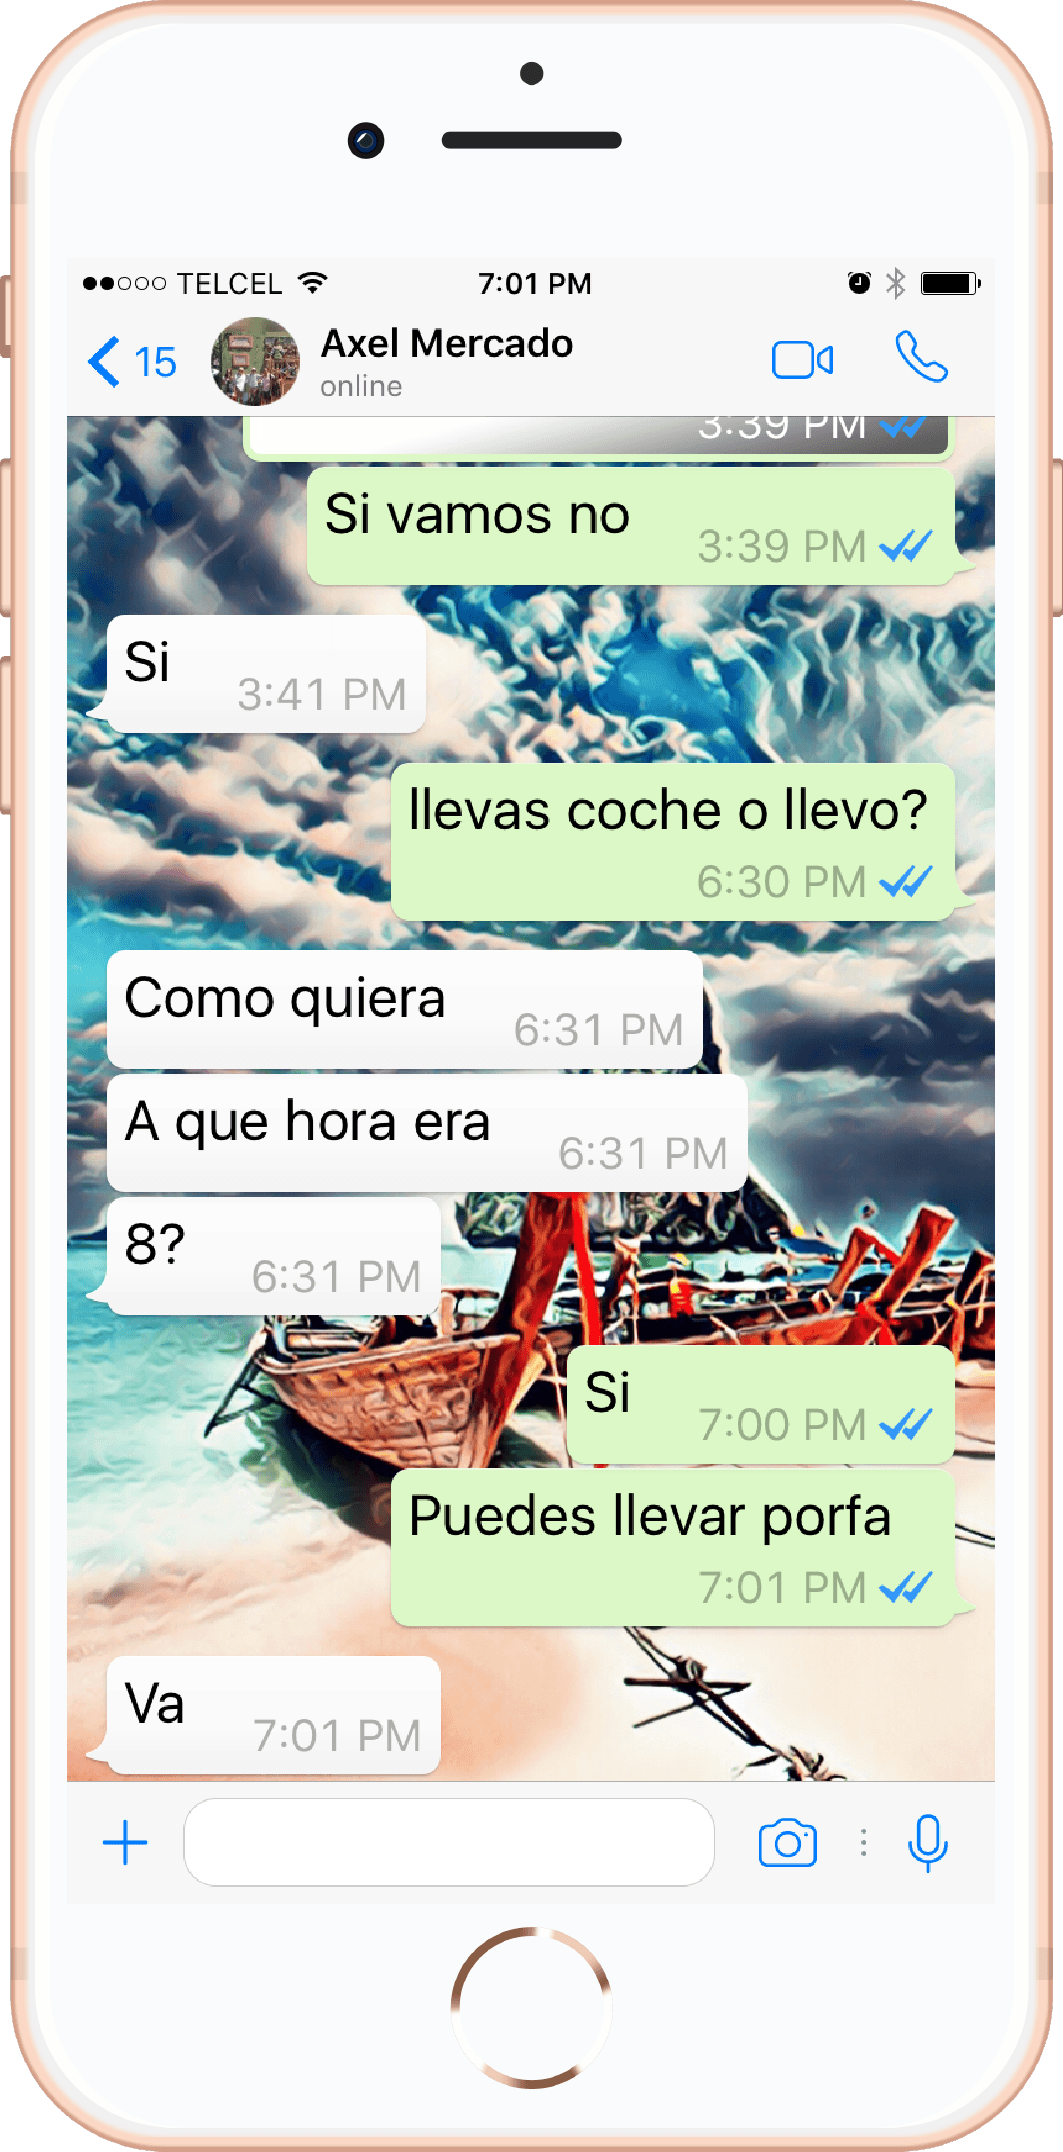 TELCEL 7:01 PM
15 Axel Mercado
online
3:39 PM
Si vamos no 3:39 PM
Si 3:41 PM
llevas coche o llevo?
6:30 PM
Como quiera 6:31 PM
A que hora era 6:31 PM
8? 6:31 PM
Si 7:00 PM
Puedes llevar porfa
7:01 PM
Va 7:01 PM